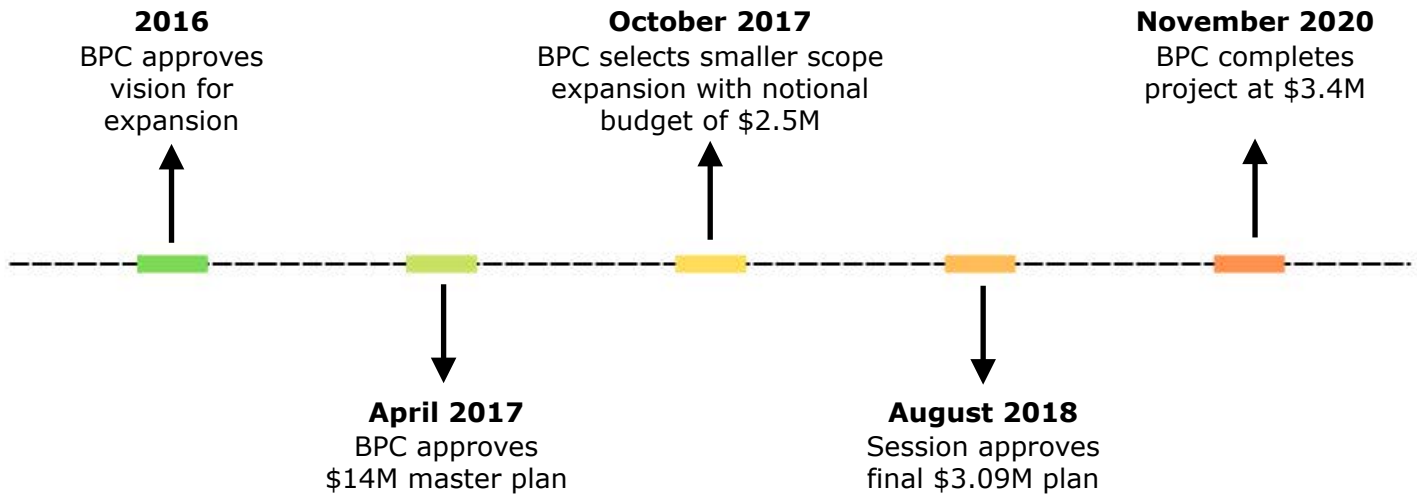 2016
BPC approves
vision for
expansion
October 2017
BPC selects smaller scope
expansion with notional
budget of $2.5M
November 2020
BPC completes
project at $3.4M
April 2017
BPC approves
$14M master plan
August 2018
Session approves
final $3.09M plan